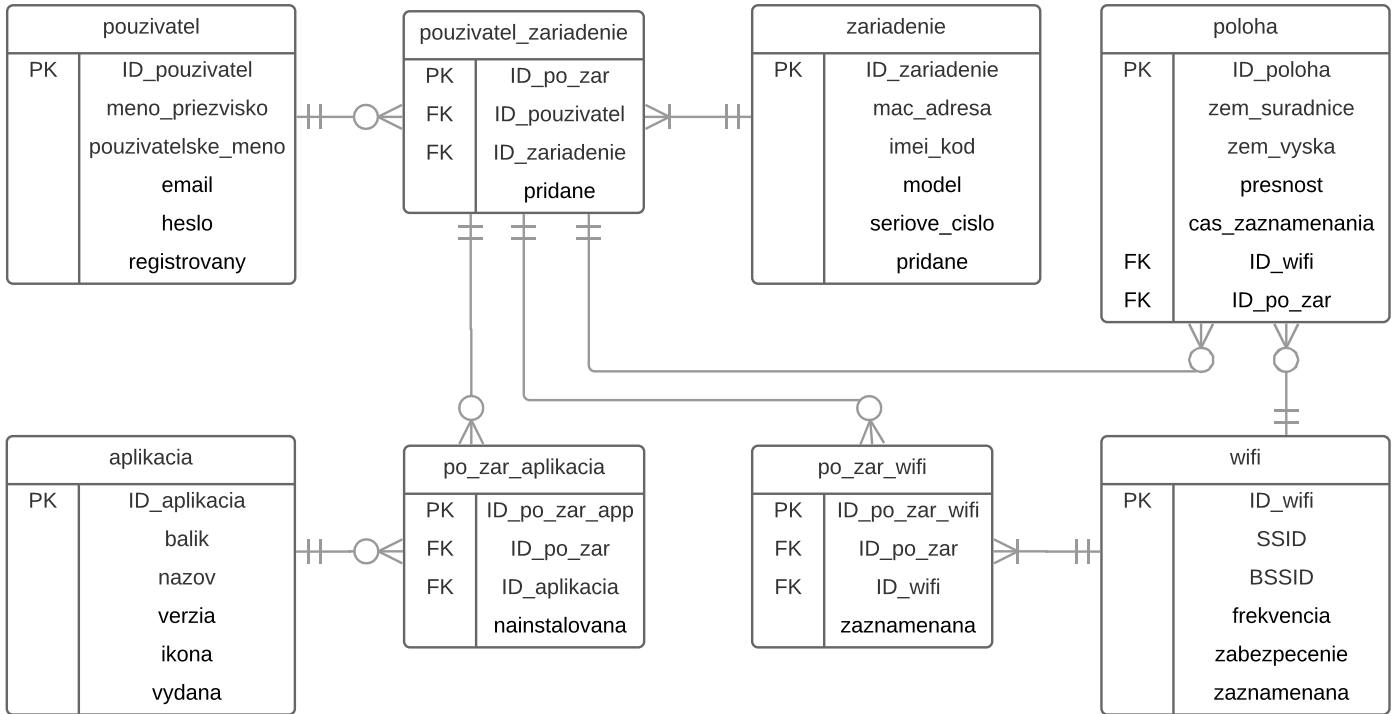 pouzivatel
PK ID_pouzivatel
meno_priezvisko
pouzivatelske_meno
email
heslo
registrovany
pouzivatel_zariadenie
PK ID_po_zar
FK ID_pouzivatel
FK ID_zariadenie
pridane
zariadenie
PK ID_zariadenie
mac_adresa
imei_kod
model
seriove_cislo
pridane
poloha
PK ID_poloha
zem_suradnice
zem_vyska
presnost
cas_zaznamenania
FK ID_wifi
FK ID_po_zar
aplikacia
PK ID_aplikacia
balik
nazov
verzia
ikona
vydana
po_zar_aplikacia
PK ID_po_zar_app
FK ID_po_zar
FK ID_aplikacia
nainstalovana
po_zar_wifi
PK ID_po_zar_wifi
FK ID_po_zar
FK ID_wifi
zaznamenana
wifi
PK ID_wifi
SSID
BSSID
frekvencia
zabezpecenie
zaznamenana